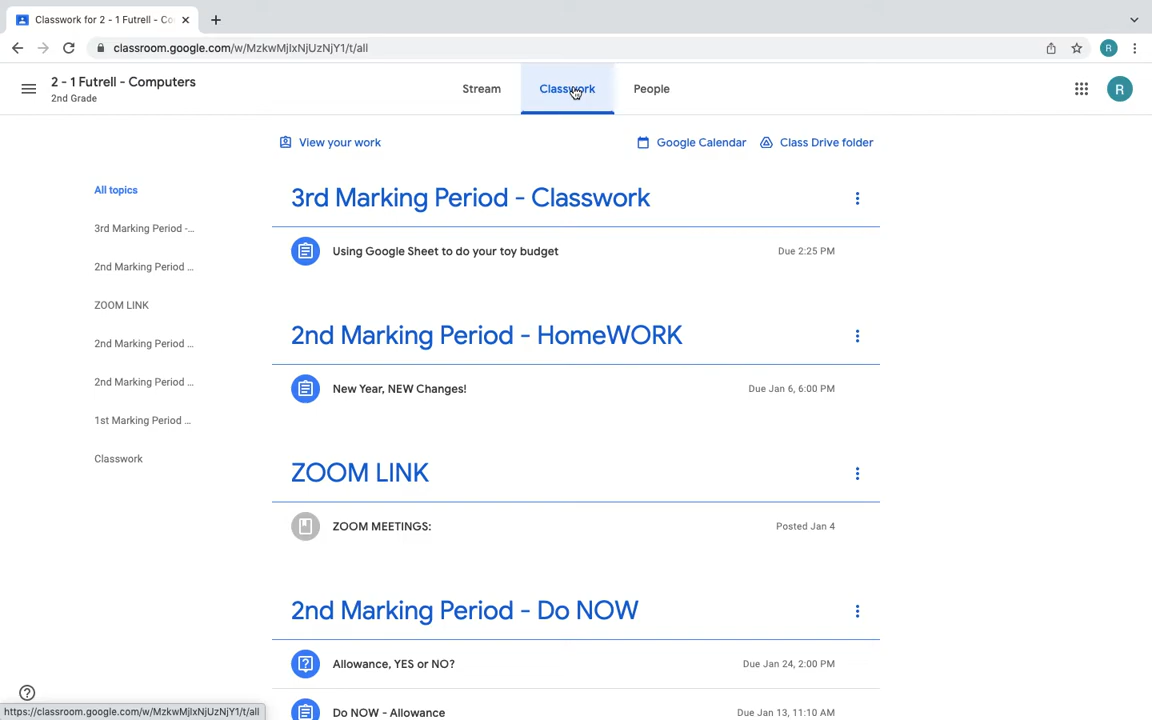 Classwork for 2 - 1 Futrell - Co
classroom.google.com/w/MzkwMjIxNjUzNjY1/t/all
R
2 - 1 Futrell - Computers
2nd Grade
Stream
Classwork
People
R
View your work
Google Calendar
Class Drive folder
All topics
3rd Marking Period -...
2nd Marking Period ...
ZOOM LINK
2nd Marking Period ...
2nd Marking Period ...
1st Marking Period ...
Classwork
3rd Marking Period - Classwork
Using Google Sheet to do your toy budget
Due 2:25 PM
2nd Marking Period - HomeWORK
New Year, NEW Changes!
Due Jan 6, 6:00 PM
ZOOM LINK
ZOOM MEETINGS:
Posted Jan 4
2nd Marking Period - Do NOW
Allowance, YES or NO?
Due Jan 24, 2:00 PM
Do NOW - Allowance
Due Jan 13, 11:10 AM
https://classroom.google.com/w/MzkwMjIxNjUzNjY1/t/all